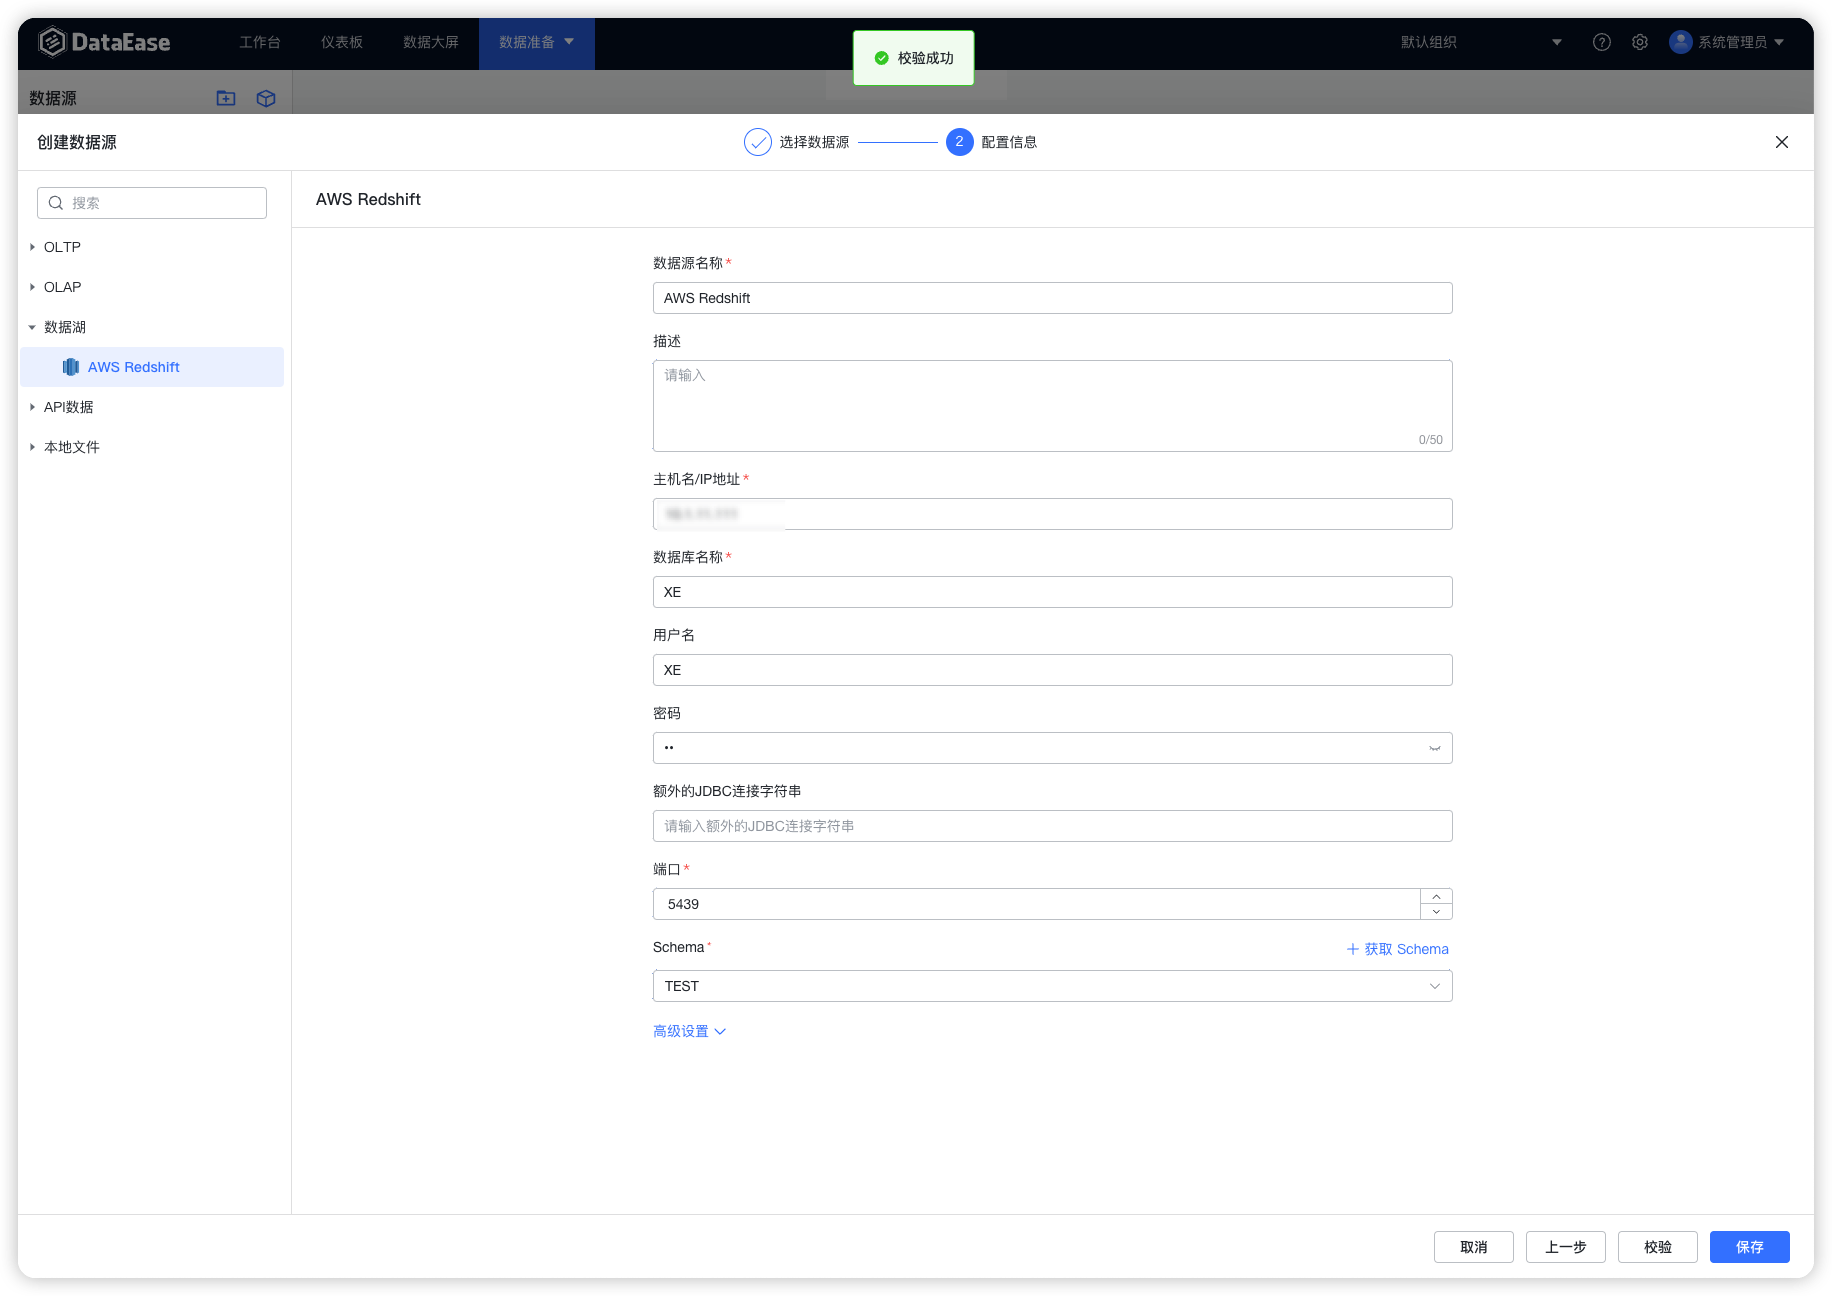 DataEase
工作台
仪表板
数据大屏
数据准备
校验成功
默认组织
系统管理员
数据源
创建数据源
选择数据源
2 配置信息
搜索
OLTP
OLAP
数据湖
AWS Redshift
API数据
本地文件
AWS Redshift
数据源名称*
AWS Redshift
描述
请输入
0/50
主机名/IP地址*
数据库名称*
XE
用户名
XE
密码
••
额外的JDBC连接字符串
请输入额外的JDBC连接字符串
端口*
5439
Schema*
获取 Schema
TEST
高级设置
取消
上一步
校验
保存